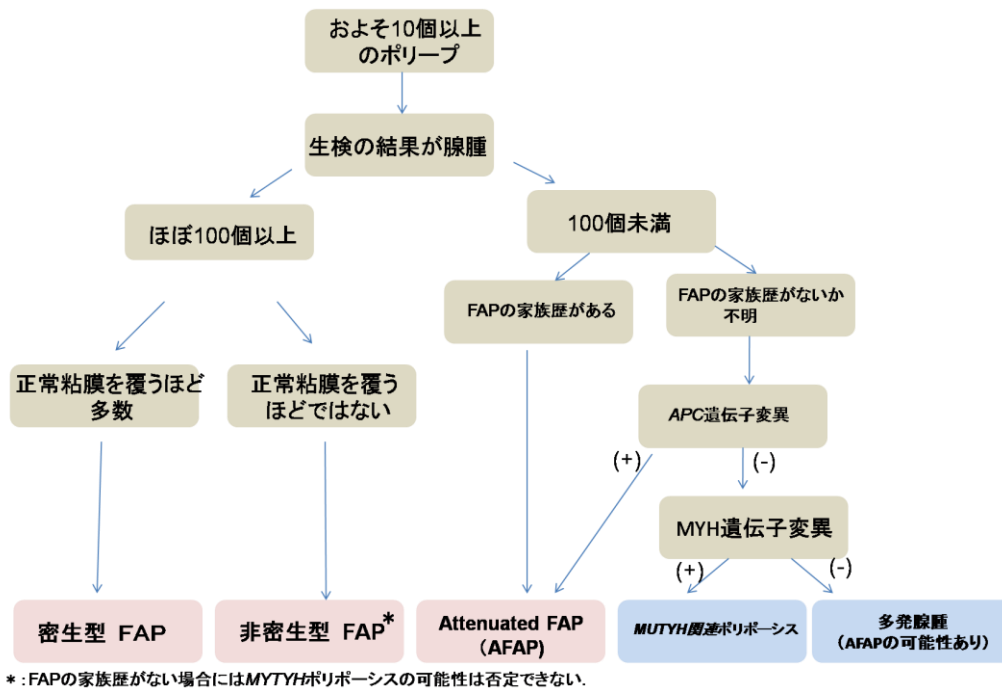 およそ10個以上
のポリープ
生検の結果が腺腫
ほぼ100個以上
100個未満
FAPの家族歴がある
FAPの家族歴がないか
不明
正常粘膜を覆うほど
多数
正常粘膜を覆う
ほどではない
APC遺伝子変異
(+)
(-)
MYH遺伝子変異
(+)
(-)
密生型 FAP
非密生型 FAP*
Attenuated FAP
（AFAP)
MUTYH関連ポリポーシス
多発腺腫
（AFAPの可能性あり）
*:FAPの家族歴がない場合にはMYTYHポリポーシスの可能性は否定できない.